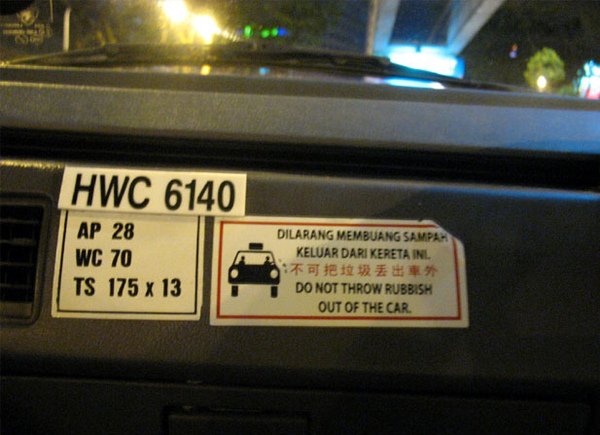 HWC 6140
AP 28
WC 70
TS 175 x 13
DILARANG MEMBUANG SAMPAH
KELUAR DARI KERETA INI.
不可把垃圾丢出車外
DO NOT THROW RUBBISH
OUT OF THE CAR.